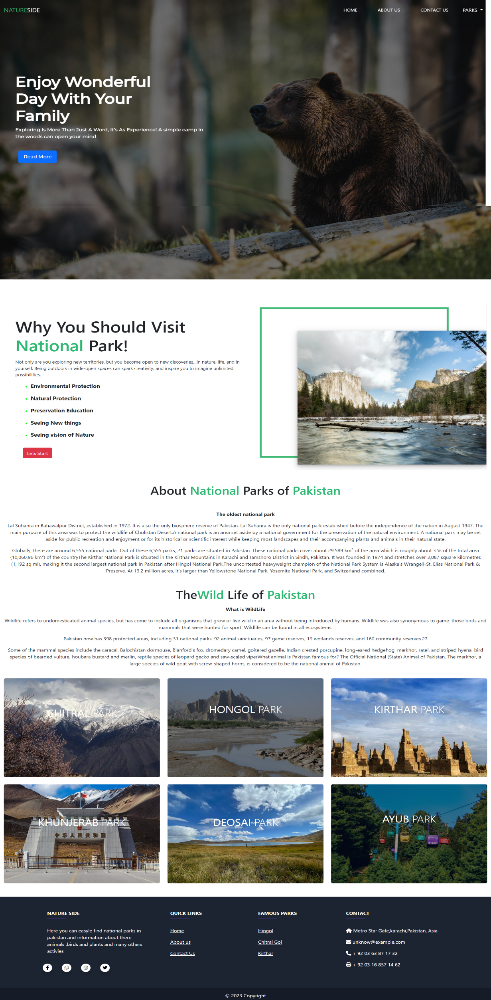 NATURESIDE
HOME ABOUT US CONTACT US PARKS
Enjoy Wonderful
Day With Your
Family
Exploring Is More Than Just A Word, It's As Experience! A simple camp in
the woods can open your mind
Read More
Why You Should Visit
National Park!
Not only are you exploring new territories, but you become open to new discoveries...in nature, life, and in
yourself. Being outdoors in wide-open spaces can spark creativity, and inspire you to imagine unlimited
possibilities.
Environmental Protection
Natural Protection
Preservation Education
Seeing New things
Seeing vision of Nature
Lets Start
About National Parks of Pakistan
The oldest national park
Lal Suhanra in Bahawalpur District, established in 1972. It is also the only biosphere reserve of Pakistan. Lal Suhanra is the only national park established before the independence of the nation in August 1947. The
main purpose of this area was to protect the wildlife of Cholistan Desert.A national park is an area set aside by a national government for the preservation of the natural environment. A national park may be set
aside for public recreation and enjoyment or for its historical or scientific interest while keeping most landscapes and their accompanying plants and animals in their natural state.
Globally, there are around 6,555 national parks. Out of these 6,555 parks, 21 parks are situated in Pakistan. These national parks cover about 29,589 km² of the area which is roughly about 3 % of the total area
(10,060,96 km²) of the countryThe Kirthar National Park is situated in the Kirthar Mountains in Karachi and Jamshoro District in Sindh, Pakistan. It was founded in 1974 and stretches over 3,087 square kilometres
(1,192 sq mi), making it the second largest national park in Pakistan after Hingol National Park.The uncontested heavyweight champion of the National Park System is Alaska's Wrangell-St. Elias National Park &
Preserve. At 13.2 million acres, it's larger than Yellowstone National Park, Yosemite National Park, and Switzerland combined.
TheWild Life of Pakistan
What is WildLife
Wildlife refers to undomesticated animal species, but has come to include all organisms that grow or live wild in an area without being introduced by humans. Wildlife was also synonymous to game: those birds and
mammals that were hunted for sport. Wildlife can be found in all ecosystems.
Pakistan now has 398 protected areas, including 31 national parks, 92 animal sanctuaries, 97 game reserves, 19 wetlands reserves, and 160 community reserves.27
Some of the mammal species include the caracal, Balochistan dormouse, Blanford's fox, dromedary camel, goitered gazelle, Indian crested porcupine, long-eared hedgehog, markhor, ratel, and striped hyena, bird
species of bearded vulture, houbara bustard and merlin, reptile species of leopard gecko and saw-scaled viperWhat animal is Pakistan famous for? The Official National (State) Animal of Pakistan. The markhor, a
large species of wild goat with screw-shaped horns, is considered to be the national animal of Pakistan.
CHITRAL PARK
HONGOL PARK
KIRTHAR PARK
KHUNJERAB PARK
中华人民共和国
DEOSAI PARK
AYUB PARK
NATURE SIDE
Here you can easyle find national parks in
pakistan and information about there
animals ,birds and plants and many others
activies
QUICK LINKS
Home
About us
Contact Us
FAMOUS PARKS
Hingol
Chitral Gol
Kirthar
CONTACT
Metro Star Gate,karachi,Pakistan, Asia
unknow@example.com
+ 92 03 63 87 17 32
+ 92 03 16 857 14 62
© 2023 Copyright